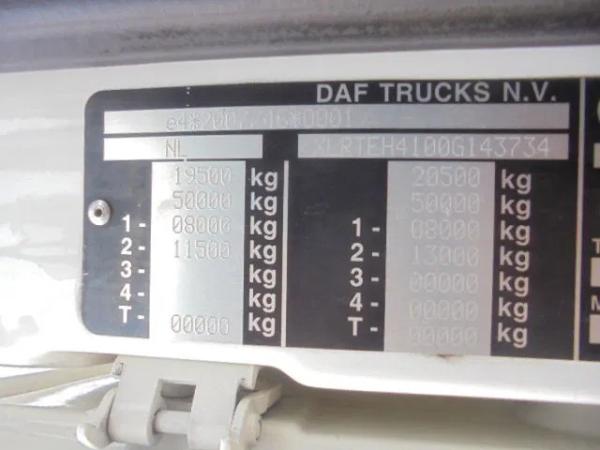 DAF TRUCKS N.V.
NL XLRTEH4100G143734
19500 kg 20500 kg
50000 kg 50000 kg
1- 08000 kg 1- 08000 kg
2- 11500 kg 2- 13000 kg
3- kg 3- 00000 kg
4- kg 4- 00000 kg
T- 00000 kg T- 00000 kg
T
M